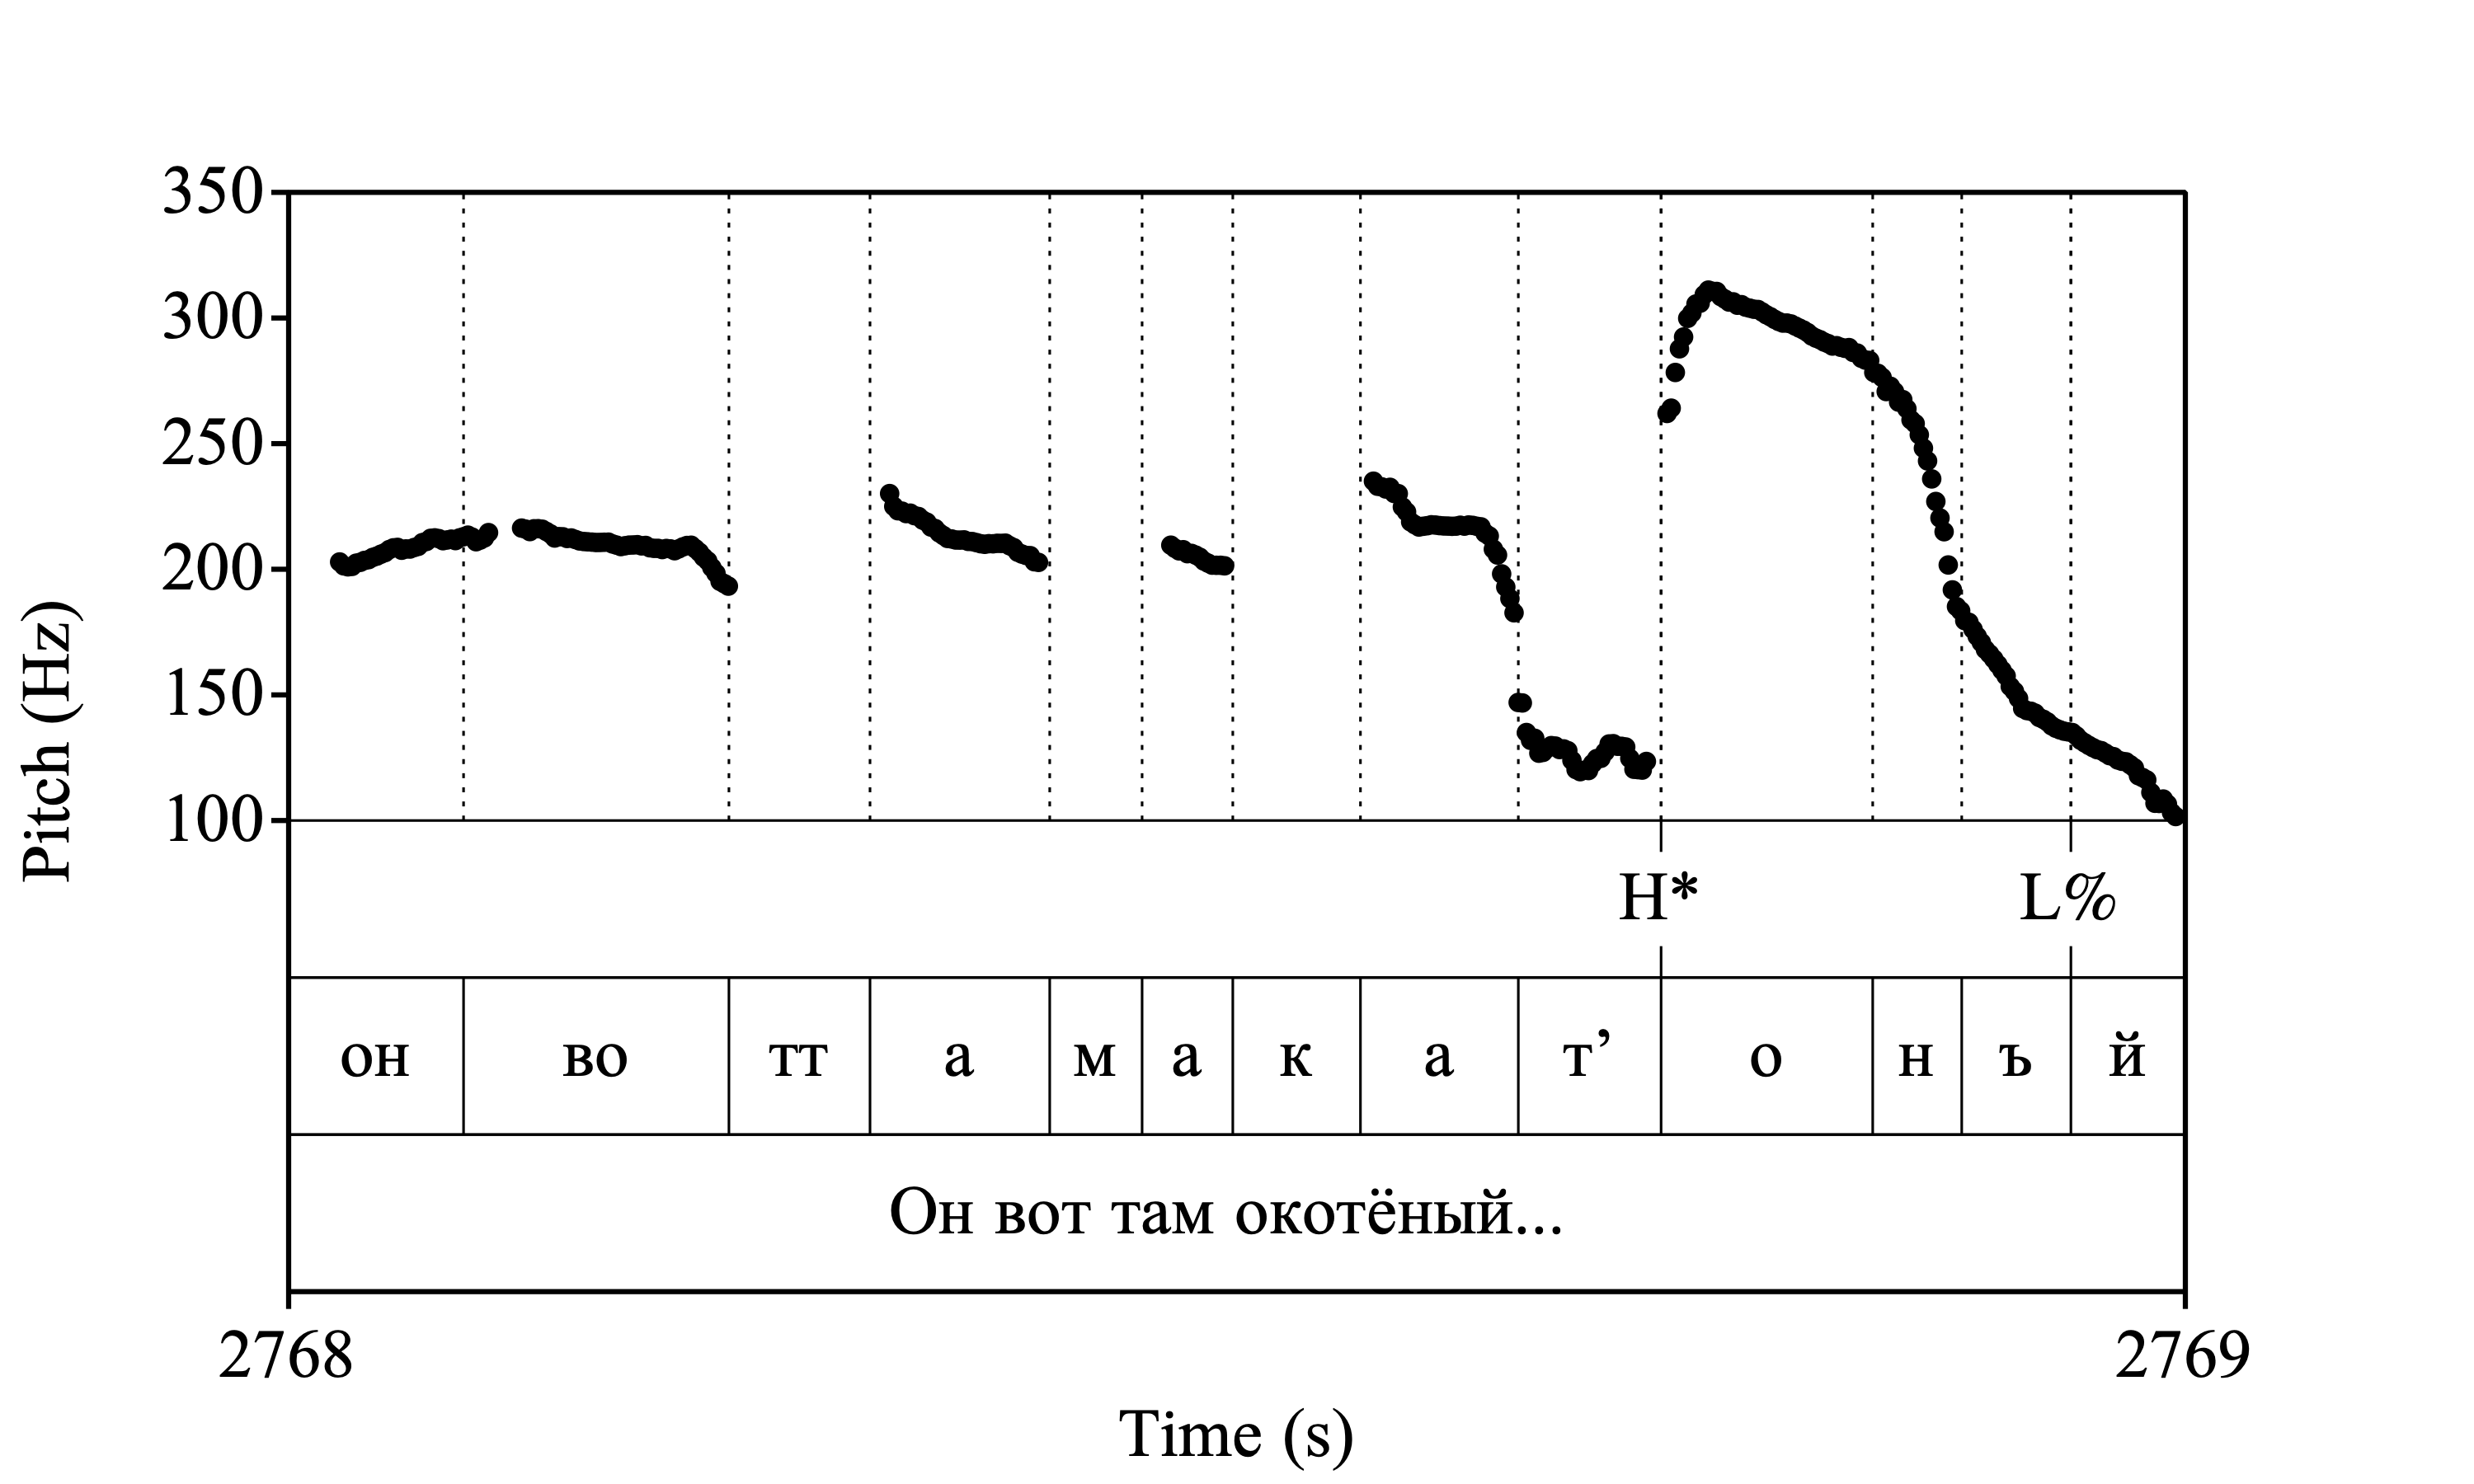 350
300
250
200
150
100
Pitch (Hz)
H* L%
он во тт а м а к а т’ о н ъ й
Он вот там окотёный...
2768 2769
Time (s)